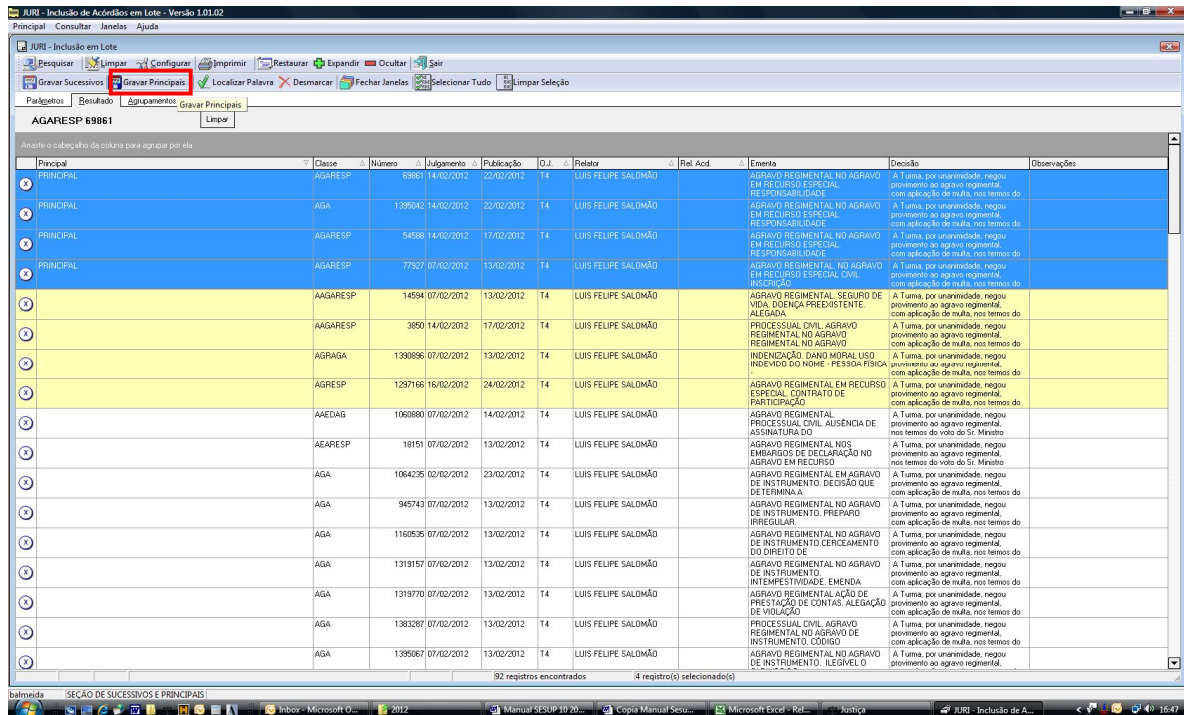 JURI - Inclusão de Acórdãos em Lote - Versão 1.01.02
Principal Consultar Janelas Ajuda
JURI - Inclusão em Lote
Pesquisar Limpar Configurar Imprimir Restaurar Expandir Ocultar Sair
Gravar Sucessivos Gravar Principais Localizar Palavra Desmarcar Fechar Janelas Selecionar Tudo Limpar Seleção
Parâmetros Resultado Agrupamentos Gravar Principais
AGARESP 69861 Limpar
Arraste o cabeçalho da coluna para agrupar por ela
Principal Classe Número Julgamento Publicação O.J. Relator Rel. Acd. Ementa Decisão Observações
PRINCIPAL AGARESP 69861 14/02/2012 22/02/2012 T4 LUIS FELIPE SALOMÃO AGRAVO REGIMENTAL NO AGRAVO A Turma, por unanimidade, negou
EM RECURSO ESPECIAL. provimento ao agravo regimental,
RESPONSABILIDADE com aplicação de multa, nos termos do
PRINCIPAL AGA 1395042 14/02/2012 22/02/2012 T4 LUIS FELIPE SALOMÃO AGRAVO REGIMENTAL NO AGRAVO A Turma, por unanimidade, negou
EM RECURSO ESPECIAL. provimento ao agravo regimental,
RESPONSABILIDADE com aplicação de multa, nos termos do
PRINCIPAL AGARESP 54588 14/02/2012 17/02/2012 T4 LUIS FELIPE SALOMÃO AGRAVO REGIMENTAL NO AGRAVO A Turma, por unanimidade, negou
EM RECURSO ESPECIAL. provimento ao agravo regimental,
RESPONSABILIDADE com aplicação de multa, nos termos do
PRINCIPAL AGARESP 77927 07/02/2012 13/02/2012 T4 LUIS FELIPE SALOMÃO AGRAVO REGIMENTAL. NO AGRAVO A Turma, por unanimidade, negou
EM RECURSO ESPECIAL CIVIL. provimento ao agravo regimental,
INSCRIÇÃO com aplicação de multa, nos termos do
AAGARESP 14594 07/02/2012 13/02/2012 T4 LUIS FELIPE SALOMÃO AGRAVO REGIMENTAL. SEGURO DE A Turma, por unanimidade, negou
VIDA. DOENÇA PREEXISTENTE. provimento ao agravo regimental,
ALEGADA com aplicação de multa, nos termos do
AAGARESP 3850 14/02/2012 17/02/2012 T4 LUIS FELIPE SALOMÃO PROCESSUAL CIVIL. AGRAVO A Turma, por unanimidade, negou
REGIMENTAL NO AGRAVO provimento ao agravo regimental,
REGIMENTAL NO AGRAVO com aplicação de multa, nos termos do
AGRAGA 1390896 07/02/2012 13/02/2012 T4 LUIS FELIPE SALOMÃO INDENIZAÇÃO. DANO MORAL USO A Turma, por unanimidade, negou
INDEVIDO DO NOME - PESSOA FÍSICA provimento ao agravo regimental,
- com aplicação de multa, nos termos do
AGRESP 1297166 16/02/2012 24/02/2012 T4 LUIS FELIPE SALOMÃO AGRAVO REGIMENTAL EM RECURSO A Turma, por unanimidade, negou
ESPECIAL. CONTRATO DE provimento ao agravo regimental,
PARTICIPAÇÃO com aplicação de multa, nos termos do
AAEDAG 1060880 07/02/2012 14/02/2012 T4 LUIS FELIPE SALOMÃO AGRAVO REGIMENTAL. A Turma, por unanimidade, negou
PROCESSUAL CIVIL. AUSÊNCIA DE provimento ao agravo regimental,
ASSINATURA DO nos termos do voto do Sr. Ministro
AEARESP 18151 07/02/2012 13/02/2012 T4 LUIS FELIPE SALOMÃO AGRAVO REGIMENTAL NOS A Turma, por unanimidade, negou
EMBARGOS DE DECLARAÇÃO NO provimento ao agravo regimental,
AGRAVO EM RECURSO nos termos do voto do Sr. Ministro
AGA 1064235 02/02/2012 23/02/2012 T4 LUIS FELIPE SALOMÃO AGRAVO REGIMENTAL EM AGRAVO A Turma, por unanimidade, negou
DE INSTRUMENTO. DECISÃO QUE provimento ao agravo regimental,
DETERMINA A com aplicação de multa, nos termos do
AGA 945743 07/02/2012 13/02/2012 T4 LUIS FELIPE SALOMÃO AGRAVO REGIMENTAL NO AGRAVO A Turma, por unanimidade, negou
DE INSTRUMENTO. PREPARO provimento ao agravo regimental,
IRREGULAR. com aplicação de multa, nos termos do
AGA 1160535 07/02/2012 13/02/2012 T4 LUIS FELIPE SALOMÃO AGRAVO REGIMENTAL NO AGRAVO A Turma, por unanimidade, negou
DE INSTRUMENTO.CERCEAMENTO provimento ao agravo regimental,
DO DIREITO DE com aplicação de multa, nos termos do
AGA 1319157 07/02/2012 13/02/2012 T4 LUIS FELIPE SALOMÃO AGRAVO REGIMENTAL NO AGRAVO A Turma, por unanimidade, negou
DE INSTRUMENTO. provimento ao agravo regimental,
INTEMPESTIVIDADE. EMENDA com aplicação de multa, nos termos do
AGA 1319770 07/02/2012 13/02/2012 T4 LUIS FELIPE SALOMÃO AGRAVO REGIMENTAL AÇÃO DE A Turma, por unanimidade, negou
PRESTAÇÃO DE CONTAS. ALEGAÇÃO provimento ao agravo regimental,
DE VIOLAÇÃO com aplicação de multa, nos termos do
AGA 1383287 07/02/2012 13/02/2012 T4 LUIS FELIPE SALOMÃO PROCESSUAL CIVIL. AGRAVO A Turma, por unanimidade, negou
REGIMENTAL NO AGRAVO DE provimento ao agravo regimental,
INSTRUMENTO. CÓDIGO com aplicação de multa, nos termos do
AGA 1395067 07/02/2012 13/02/2012 T4 LUIS FELIPE SALOMÃO AGRAVO REGIMENTAL NO AGRAVO A Turma, por unanimidade, negou
DE INSTRUMENTO. ILEGÍVEL O provimento ao agravo regimental,
92 registros encontrados 4 registro(s) selecionado(s)
balmeida SEÇÃO DE SUCESSIVOS E PRINCIPAIS
Inbox - Microsoft O... 2012 Manual SESUP 10 20... Copia Manual Sesu... Microsoft Excel - Rel... Justiça JURI - Inclusão de A... 16:47